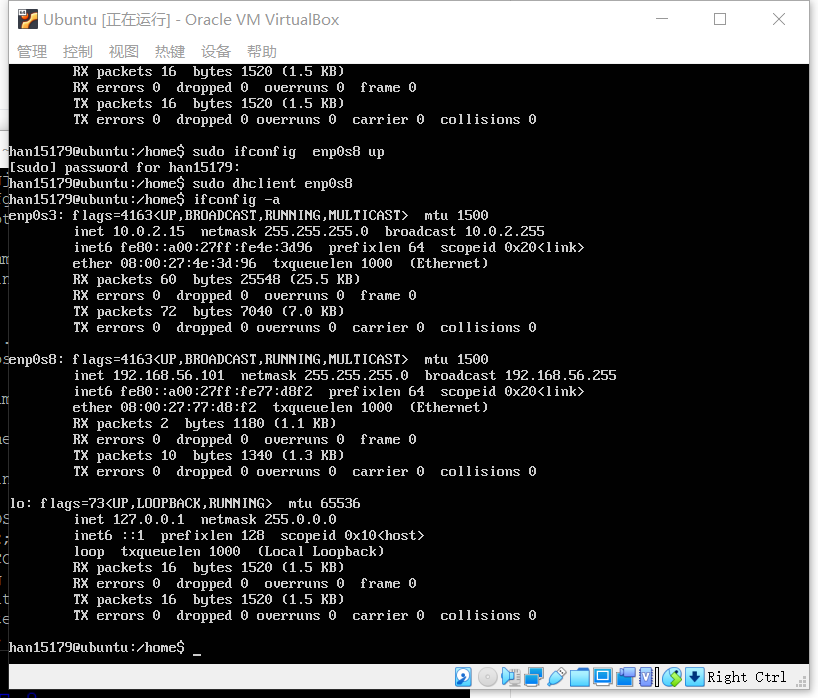 Ubuntu [正在运行] - Oracle VM VirtualBox
管理 控制 视图 热键 设备 帮助
RX packets 16  bytes 1520 (1.5 KB)
RX errors 0  dropped 0  overruns 0  frame 0
TX packets 16  bytes 1520 (1.5 KB)
TX errors 0  dropped 0 overruns 0  carrier 0  collisions 0
han15179@ubuntu:/home$ sudo ifconfig  enp0s8 up
[sudo] password for han15179:
han15179@ubuntu:/home$ sudo dhclient enp0s8
han15179@ubuntu:/home$ ifconfig -a
enp0s3: flags=4163<UP,BROADCAST,RUNNING,MULTICAST>  mtu 1500
inet 10.0.2.15  netmask 255.255.255.0  broadcast 10.0.2.255
inet6 fe80::a00:27ff:fe4e:3d96  prefixlen 64  scopeid 0x20<link>
ether 08:00:27:4e:3d:96  txqueuelen 1000  (Ethernet)
RX packets 60  bytes 25548 (25.5 KB)
RX errors 0  dropped 0  overruns 0  frame 0
TX packets 72  bytes 7040 (7.0 KB)
TX errors 0  dropped 0 overruns 0  carrier 0  collisions 0
enp0s8: flags=4163<UP,BROADCAST,RUNNING,MULTICAST>  mtu 1500
inet 192.168.56.101  netmask 255.255.255.0  broadcast 192.168.56.255
inet6 fe80::a00:27ff:fe77:d8f2  prefixlen 64  scopeid 0x20<link>
ether 08:00:27:77:d8:f2  txqueuelen 1000  (Ethernet)
RX packets 2  bytes 1180 (1.1 KB)
RX errors 0  dropped 0  overruns 0  frame 0
TX packets 10  bytes 1340 (1.3 KB)
TX errors 0  dropped 0 overruns 0  carrier 0  collisions 0
lo: flags=73<UP,LOOPBACK,RUNNING>  mtu 65536
inet 127.0.0.1  netmask 255.0.0.0
inet6 ::1  prefixlen 128  scopeid 0x10<host>
loop  txqueuelen 1000  (Local Loopback)
RX packets 16  bytes 1520 (1.5 KB)
RX errors 0  dropped 0  overruns 0  frame 0
TX packets 16  bytes 1520 (1.5 KB)
TX errors 0  dropped 0 overruns 0  carrier 0  collisions 0
han15179@ubuntu:/home$ _
Right Ctrl